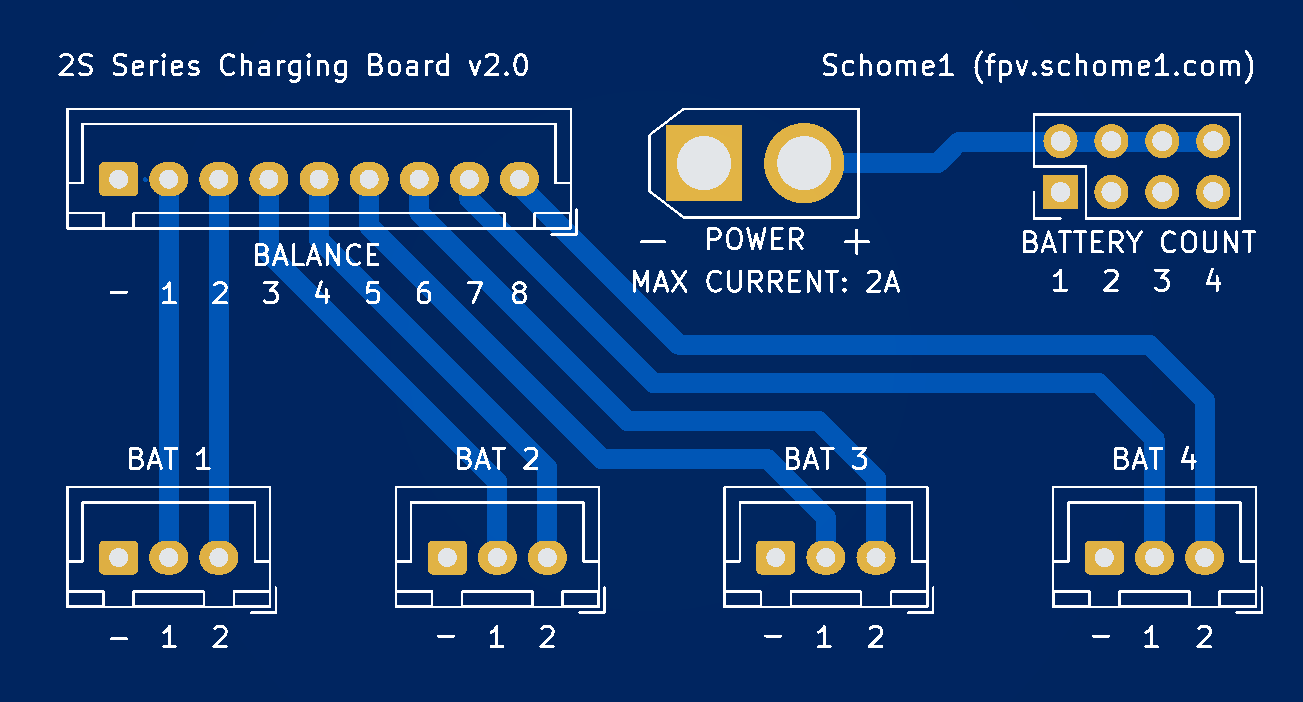 2S Series Charging Board v2.0
Schome1 (fpv.schome1.com)
BALANCE
- 1 2 3 4 5 6 7 8
- POWER +
MAX CURRENT: 2A
BATTERY COUNT
1 2 3 4
BAT 1
BAT 2
BAT 3
BAT 4
- 1 2
- 1 2
- 1 2
- 1 2